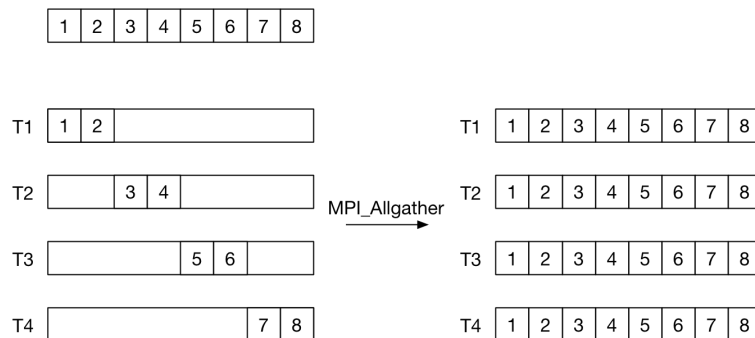 1 2 3 4 5 6 7 8
T1 1 2 T1 1 2 3 4 5 6 7 8
T2 3 4 T2 1 2 3 4 5 6 7 8
MPI_Allgather
T3 5 6 T3 1 2 3 4 5 6 7 8
T4 7 8 T4 1 2 3 4 5 6 7 8